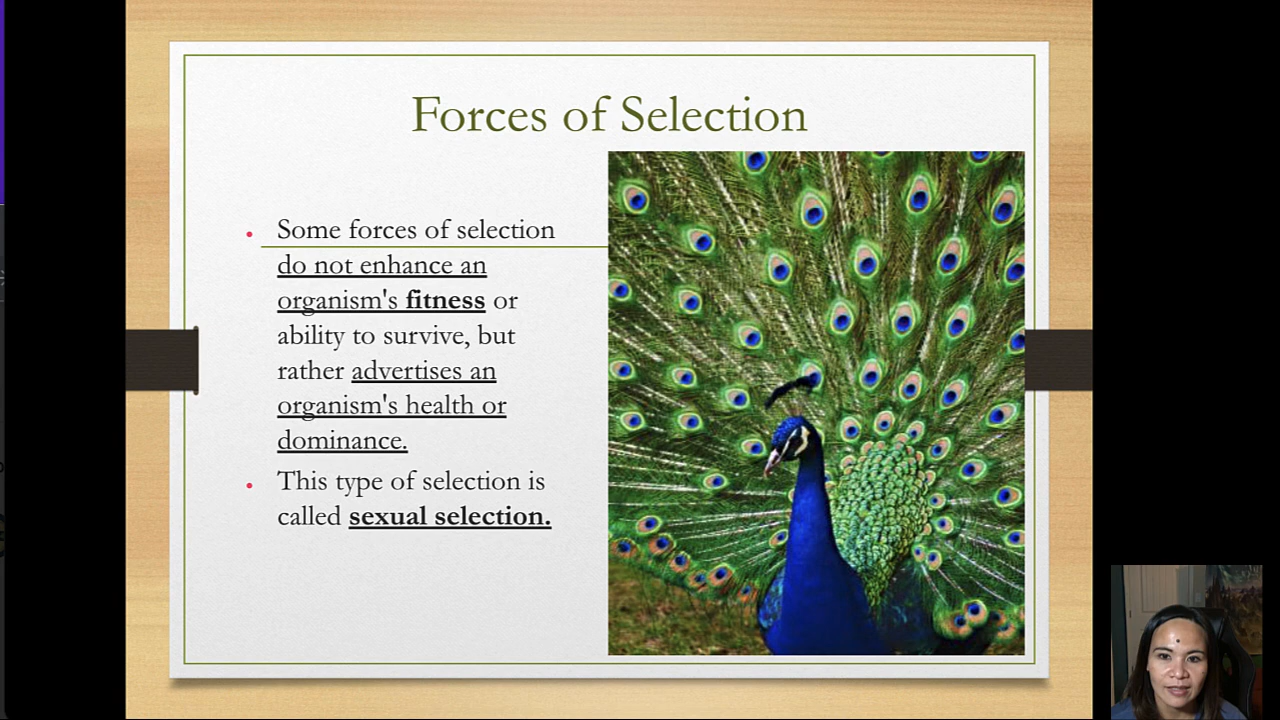 Forces of Selection
Some forces of selection
do not enhance an
organism's fitness or
ability to survive, but
rather advertises an
organism's health or
dominance.
This type of selection is
called sexual selection.